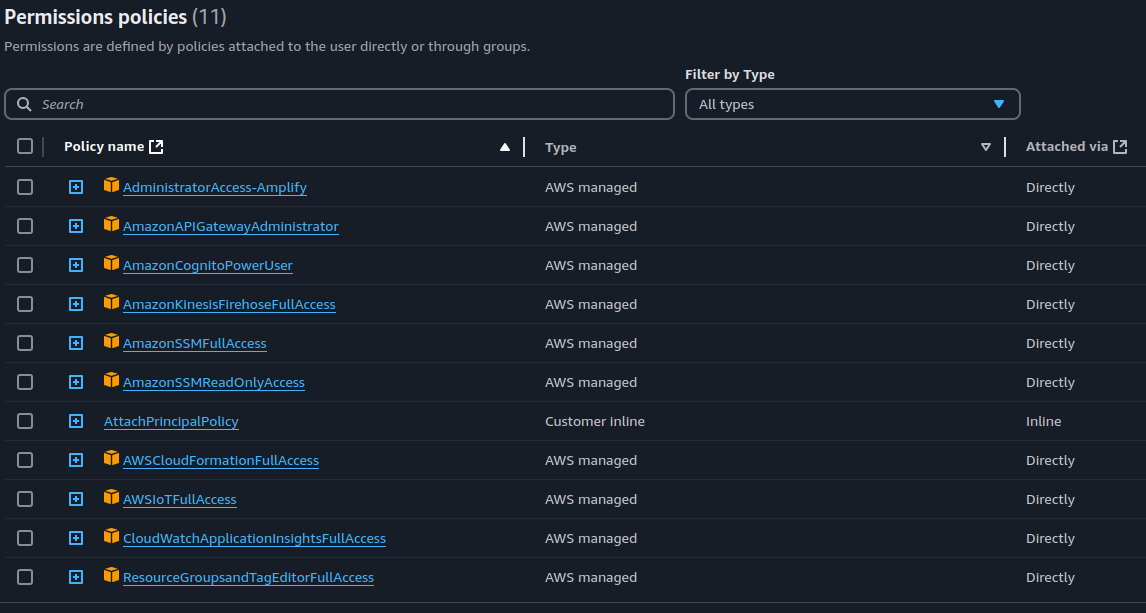 Permissions policies (11)
Permissions are defined by policies attached to the user directly or through groups.
Filter by Type
Search All types
Policy name Type Attached via
AdministratorAccess-Amplify AWS managed Directly
AmazonAPIGatewayAdministrator AWS managed Directly
AmazonCognitoPowerUser AWS managed Directly
AmazonKinesisFirehoseFullAccess AWS managed Directly
AmazonSSMFullAccess AWS managed Directly
AmazonSSMReadOnlyAccess AWS managed Directly
AttachPrincipalPolicy Customer inline Inline
AWSCloudFormationFullAccess AWS managed Directly
AWSIoTFullAccess AWS managed Directly
CloudWatchApplicationInsightsFullAccess AWS managed Directly
ResourceGroupsandTagEditorFullAccess AWS managed Directly